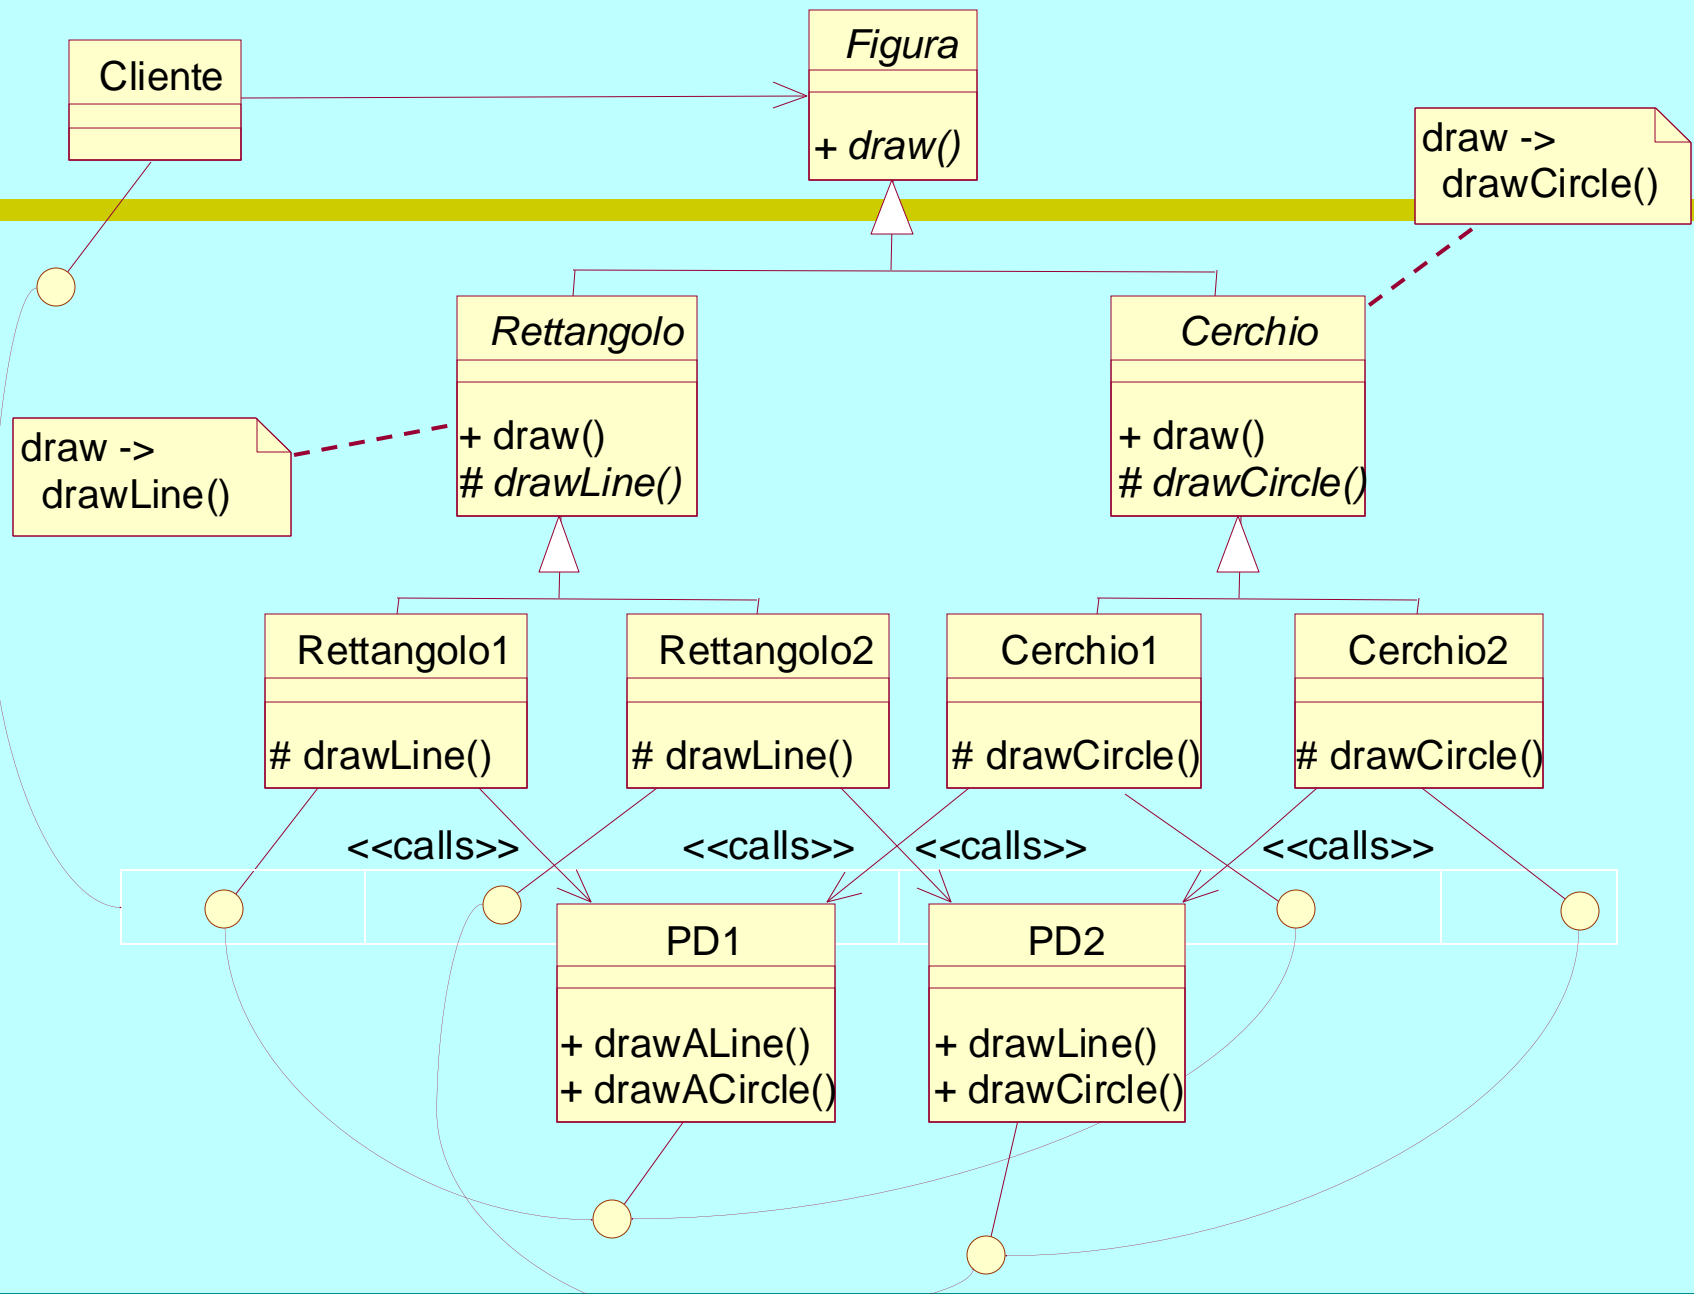 Cliente
Figura
+ draw()
draw ->
drawCircle()
Rettangolo
+ draw()
# drawLine()
Cerchio
+ draw()
# drawCircle()
draw ->
drawLine()
Rettangolo1
# drawLine()
Rettangolo2
# drawLine()
Cerchio1
# drawCircle()
Cerchio2
# drawCircle()
<<calls>>
<<calls>>
<<calls>>
<<calls>>
PD1
+ drawALine()
+ drawACircle()
PD2
+ drawLine()
+ drawCircle()